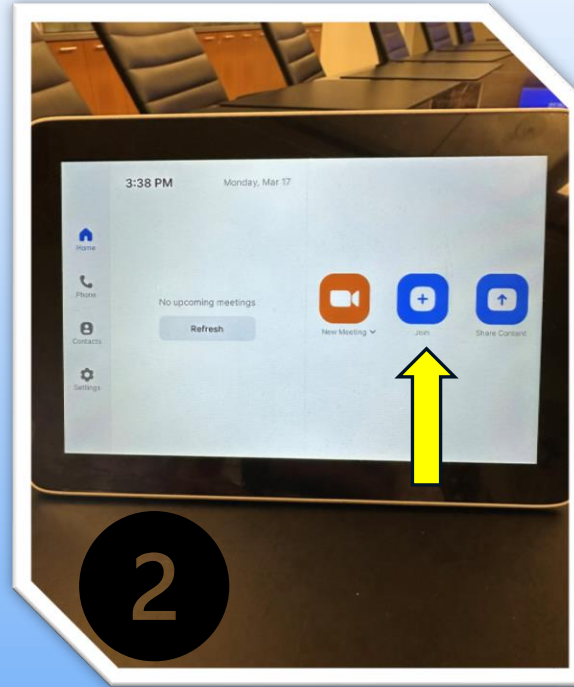 3:38 PM Monday, Mar 17
Home
Phone
Contacts
Settings
No upcoming meetings
Refresh
New Meeting
Join
Share Content
2